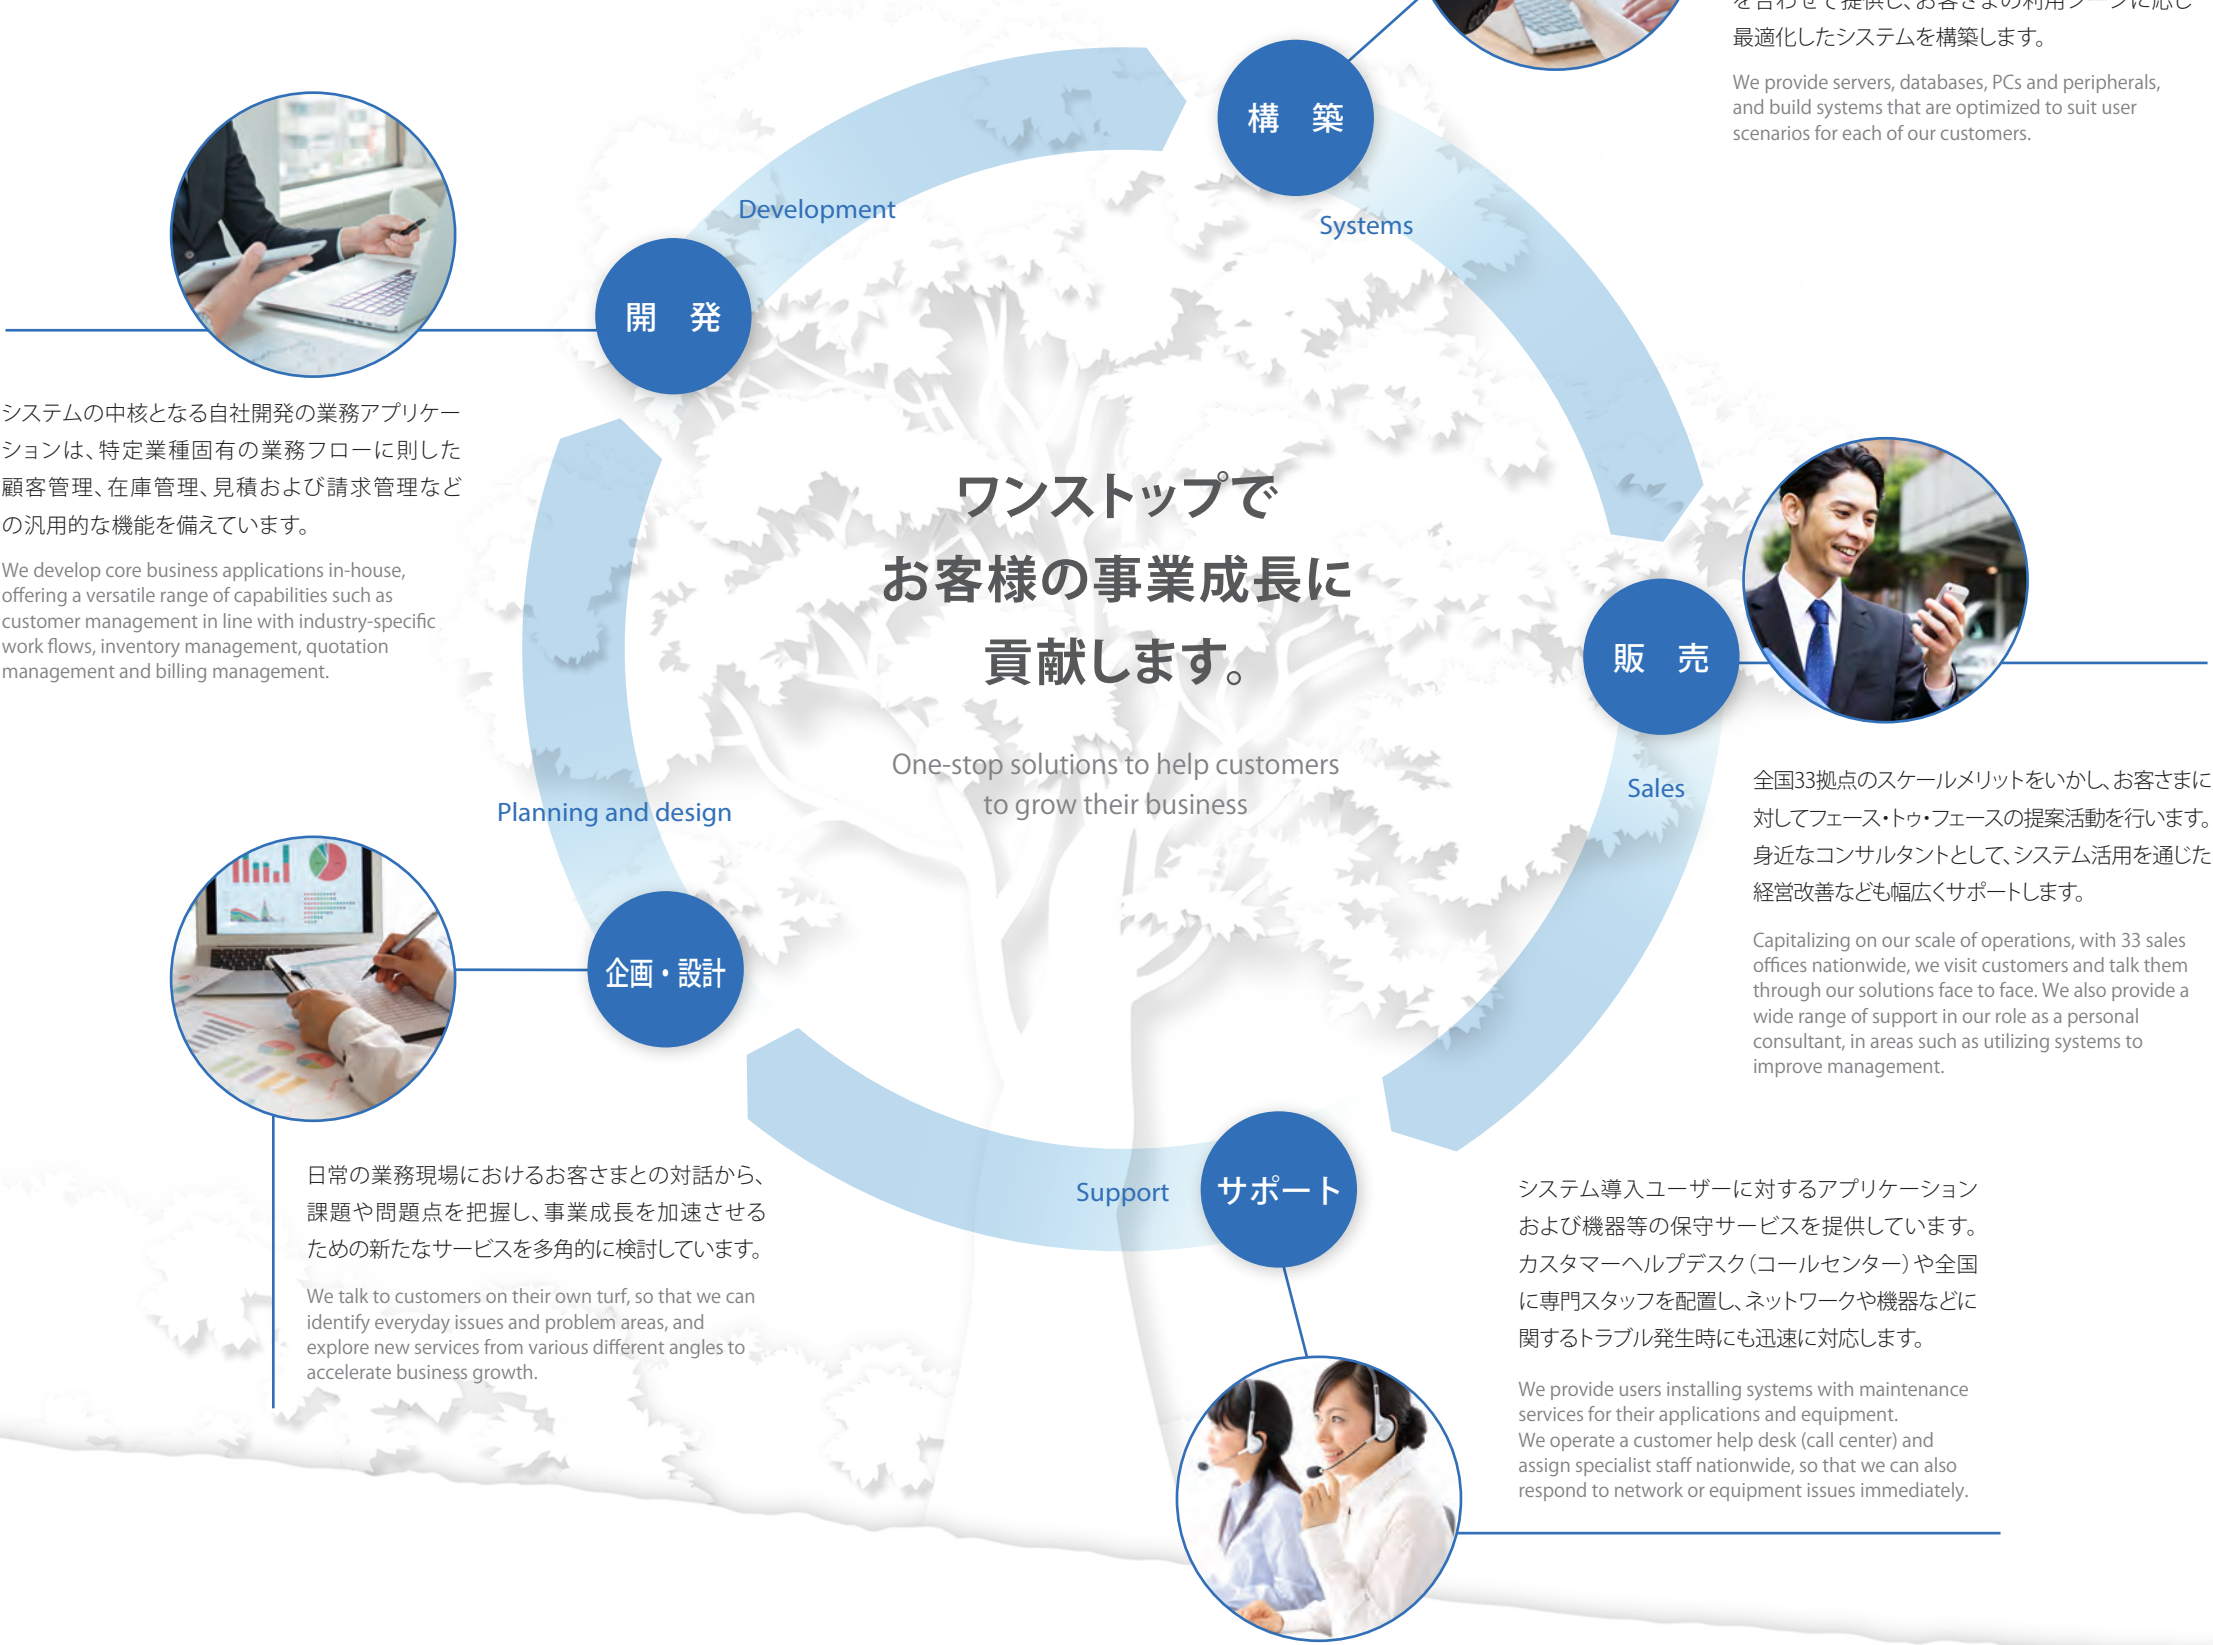 を合わせて提供し、お客さまの利用シーンに応じ
最適化したシステムを構築します。
We provide servers, databases, PCs and peripherals,
and build systems that are optimized to suit user
scenarios for each of our customers.
構 築
Systems
Development
開 発
システムの中核となる自社開発の業務アプリケー
ションは、特定業種固有の業務フローに則した
顧客管理、在庫管理、見積および請求管理など
の汎用的な機能を備えています。
We develop core business applications in-house,
offering a versatile range of capabilities such as
customer management in line with industry-specific
work flows, inventory management, quotation
management and billing management.
ワンストップで
お客様の事業成長に
貢献します。
One-stop solutions to help customers
to grow their business
販 売
Sales
全国33拠点のスケールメリットをいかし、お客さまに
対してフェース・トゥ・フェースの提案活動を行います。
身近なコンサルタントとして、システム活用を通じた
経営改善なども幅広くサポートします。
Capitalizing on our scale of operations, with 33 sales
offices nationwide, we visit customers and talk them
through our solutions face to face. We also provide a
wide range of support in our role as a personal
consultant, in areas such as utilizing systems to
improve management.
Planning and design
企画・設計
日常の業務現場におけるお客さまとの対話から、
課題や問題点を把握し、事業成長を加速させる
ための新たなサービスを多角的に検討しています。
We talk to customers on their own turf, so that we can
identify everyday issues and problem areas, and
explore new services from various different angles to
accelerate business growth.
Support
サポート
システム導入ユーザーに対するアプリケーション
および機器等の保守サービスを提供しています。
カスタマーヘルプデスク（コールセンター）や全国
に専門スタッフを配置し、ネットワークや機器などに
関するトラブル発生時にも迅速に対応します。
We provide users installing systems with maintenance
services for their applications and equipment.
We operate a customer help desk (call center) and
assign specialist staff nationwide, so that we can also
respond to network or equipment issues immediately.